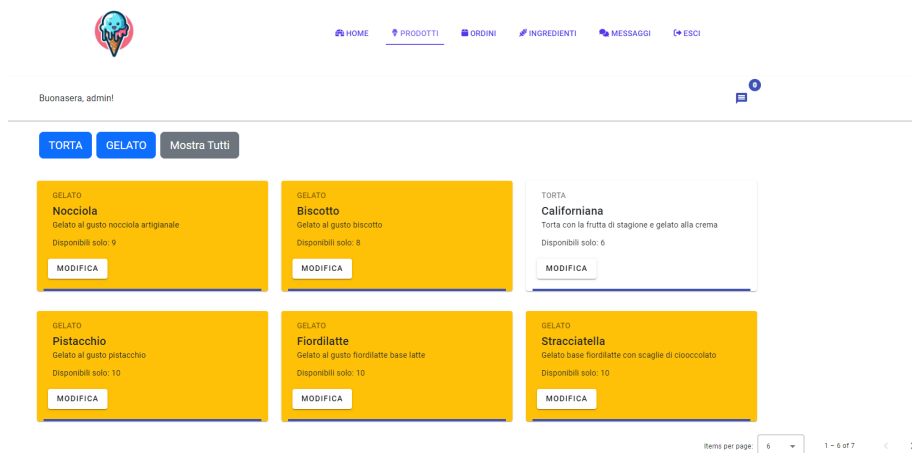 HOME PRODOTTI ORDINI INGREDIENTI MESSAGGI ESCI
Buonasera, admin!
0
TORTA GELATO Mostra Tutti
GELATO
Nocciola
Gelato al gusto nocciola artigianale
Disponibili solo: 9
MODIFICA
GELATO
Biscotto
Gelato al gusto biscotto
Disponibili solo: 8
MODIFICA
TORTA
Californiana
Torta con la frutta di stagione e gelato alla crema
Disponibili solo: 6
MODIFICA
GELATO
Pistacchio
Gelato al gusto pistacchio
Disponibili solo: 10
MODIFICA
GELATO
Fiordilatte
Gelato al gusto fiordilatte base latte
Disponibili solo: 10
MODIFICA
GELATO
Stracciatella
Gelato base fiordilatte con scaglie di ciooccolato
Disponibili solo: 10
MODIFICA
Items per page: 6 1 – 6 of 7